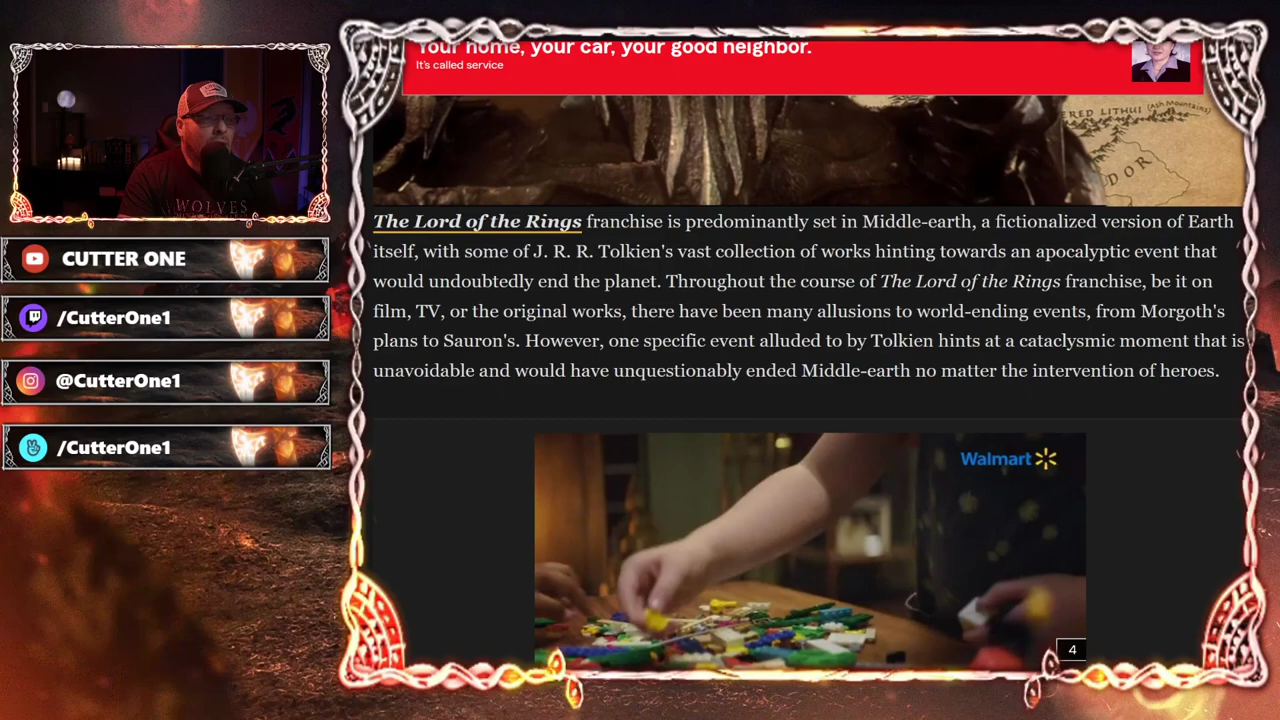 Your home, your car, your good neighbor.
It's called service
ERED LITHUI (Ash Mountains)
DOR
WOLVES
CUTTER ONE
/CutterOne1
@CutterOne1
/CutterOne1
The Lord of the Rings franchise is predominantly set in Middle-earth, a fictionalized version of Earth
itself, with some of J. R. R. Tolkien's vast collection of works hinting towards an apocalyptic event that
would undoubtedly end the planet. Throughout the course of The Lord of the Rings franchise, be it on
film, TV, or the original works, there have been many allusions to world-ending events, from Morgoth's
plans to Sauron's. However, one specific event alluded to by Tolkien hints at a cataclysmic moment that is
unavoidable and would have unquestionably ended Middle-earth no matter the intervention of heroes.
Walmart
4